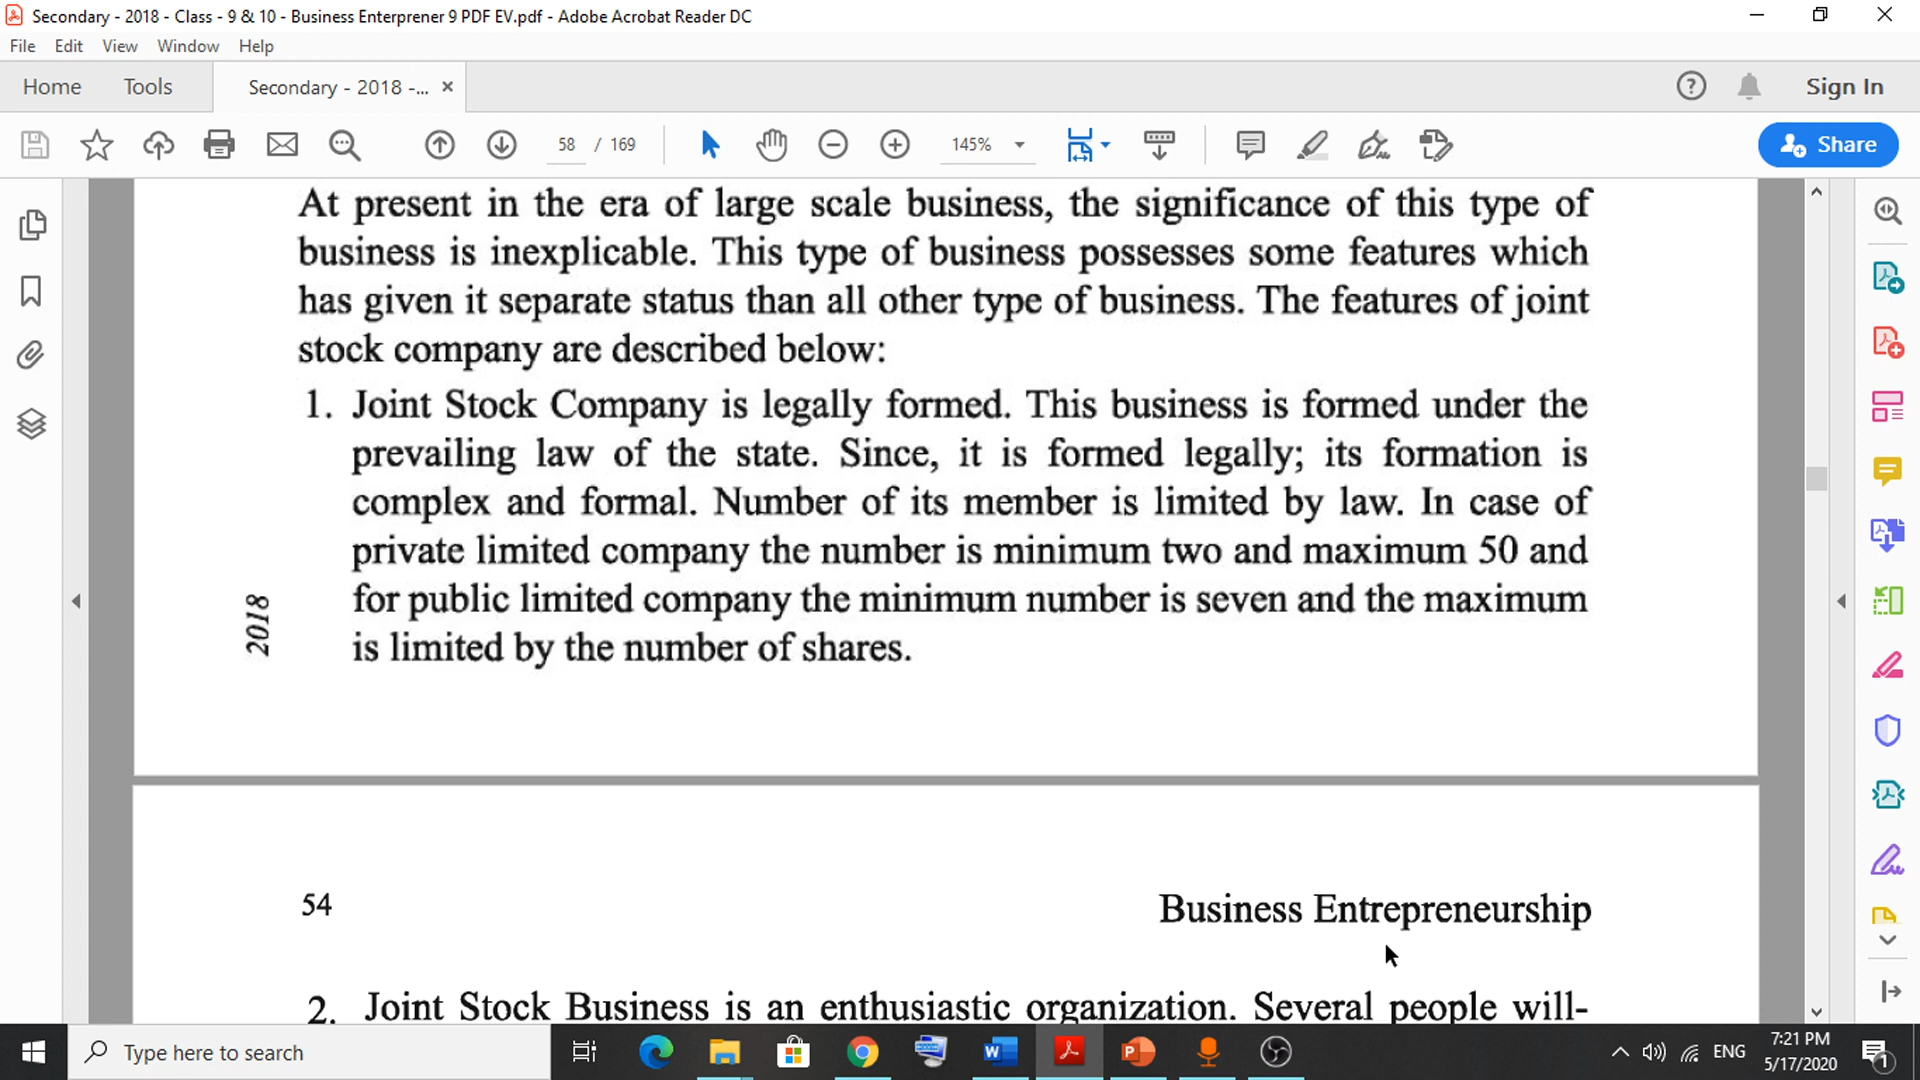 Secondary - 2018 - Class - 9 & 10 - Business Enterprener 9 PDF EV.pdf - Adobe Acrobat Reader DC
File Edit View Window Help
Home Tools Secondary - 2018 -... × Sign In
58 / 169 145% Share
At present in the era of large scale business, the significance of this type of
business is inexplicable. This type of business possesses some features which
has given it separate status than all other type of business. The features of joint
stock company are described below:
1. Joint Stock Company is legally formed. This business is formed under the
prevailing law of the state. Since, it is formed legally; its formation is
complex and formal. Number of its member is limited by law. In case of
private limited company the number is minimum two and maximum 50 and
for public limited company the minimum number is seven and the maximum
is limited by the number of shares.
2018
54 Business Entrepreneurship
2. Joint Stock Business is an enthusiastic organization. Several people will-
Type here to search
ENG
7:21 PM
5/17/2020
1